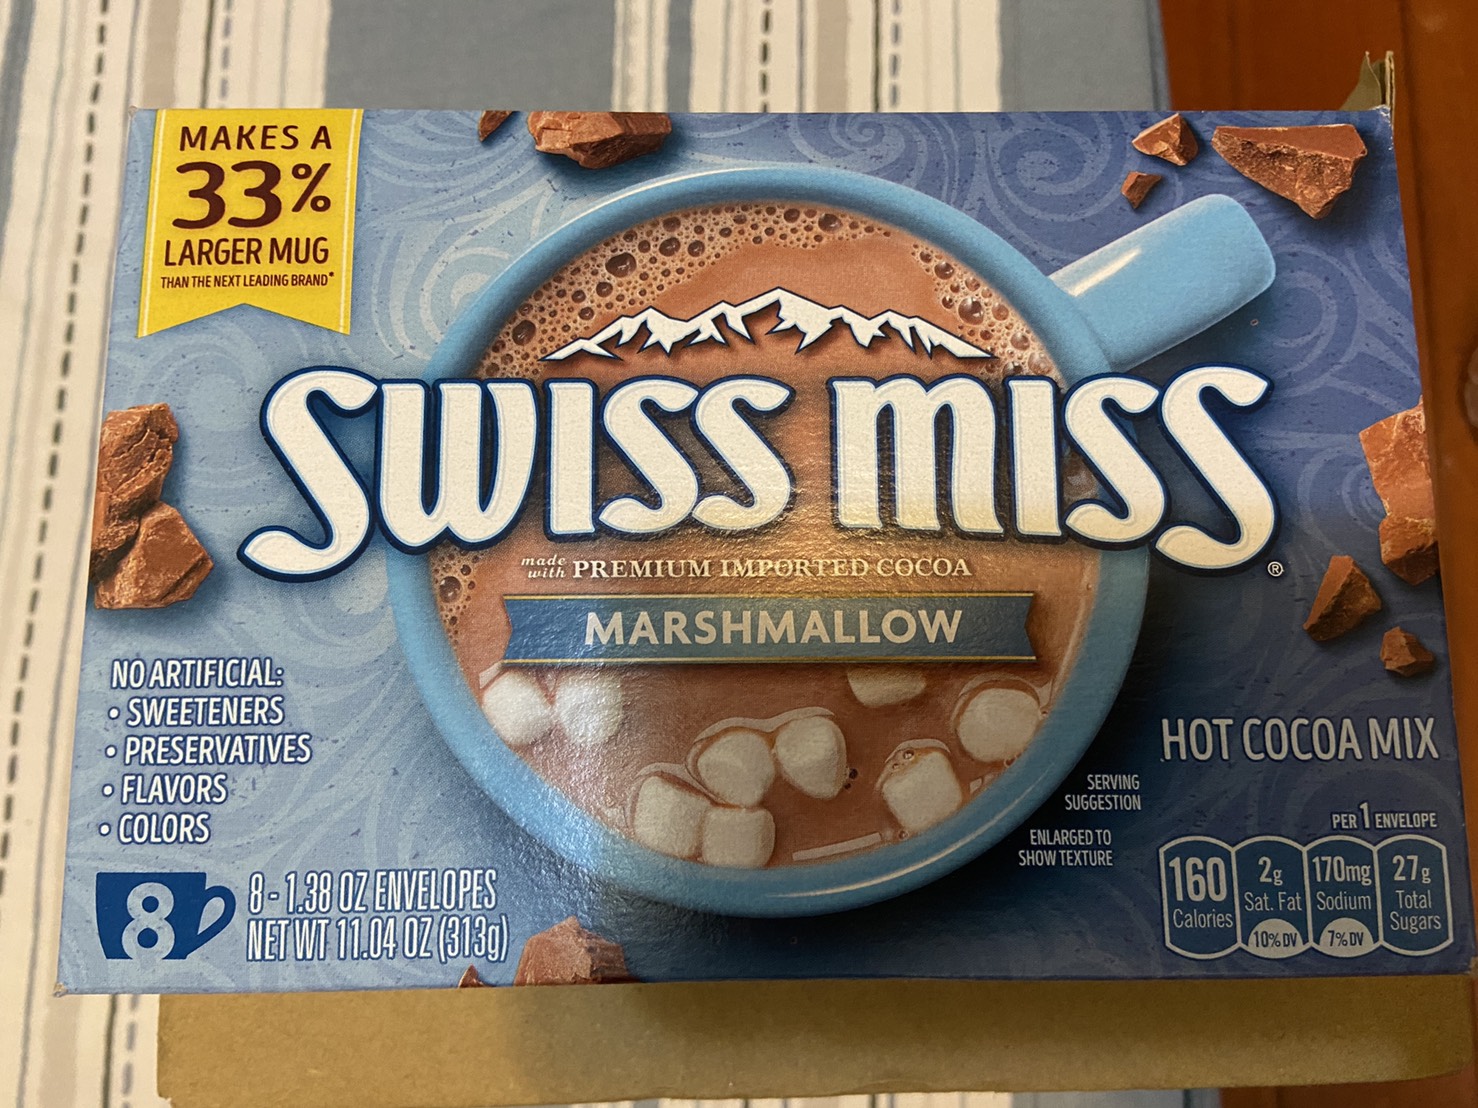 MAKES A
33%
LARGER MUG
THAN THE NEXT LEADING BRAND*
SWISS MISS®
made with PREMIUM IMPORTED COCOA
MARSHMALLOW
NO ARTIFICIAL:
• SWEETENERS
• PRESERVATIVES
• FLAVORS
• COLORS
8
8 - 1.38 OZ ENVELOPES
NET WT 11.04 OZ (313g)
HOT COCOA MIX
SERVING
SUGGESTION
ENLARGED TO
SHOW TEXTURE
PER 1 ENVELOPE
160
Calories
2g
Sat. Fat
10% DV
170mg
Sodium
7% DV
27g
Total
Sugars